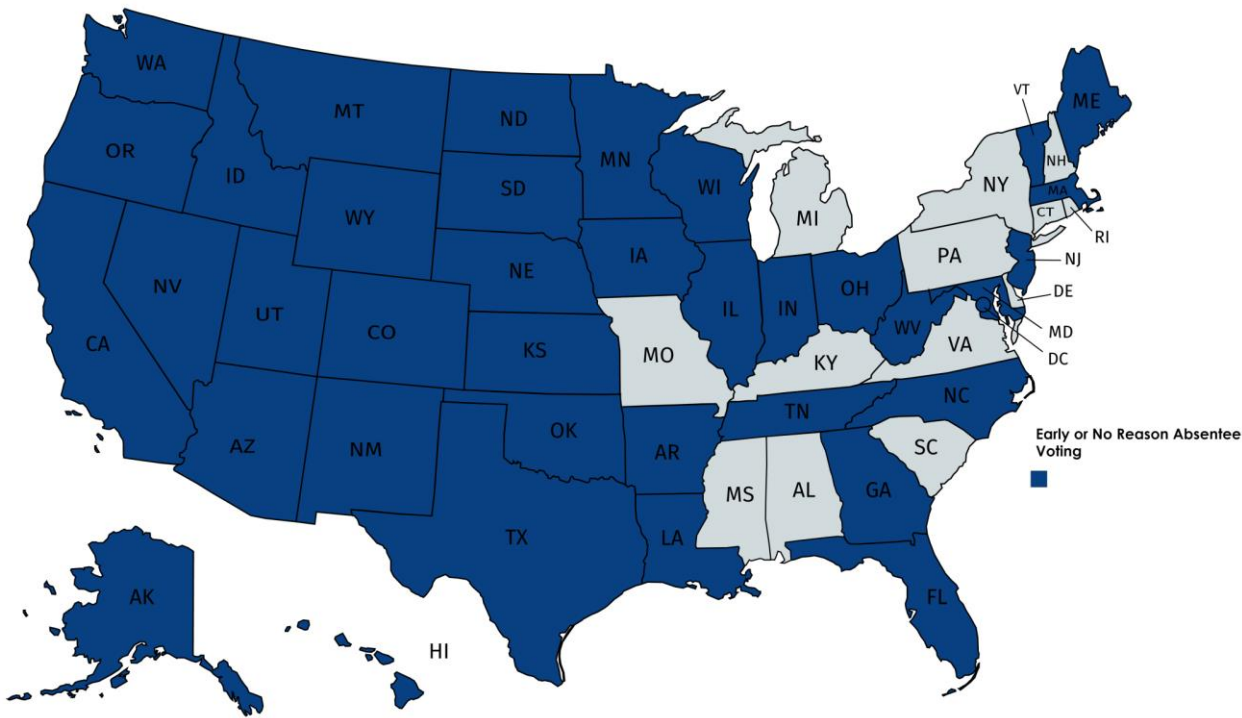 WA
MT
ND
MN
VT
ME
OR
ID
SD
WI
NH
WY
MI
NY
MA
CT
RI
NV
NE
IA
PA
NJ
UT
CO
IL
IN
OH
DE
CA
KS
MO
WV
VA
MD
KY
DC
AZ
NM
OK
AR
TN
NC
Early or No Reason Absentee
Voting
SC
MS
AL
GA
TX
LA
AK
FL
HI